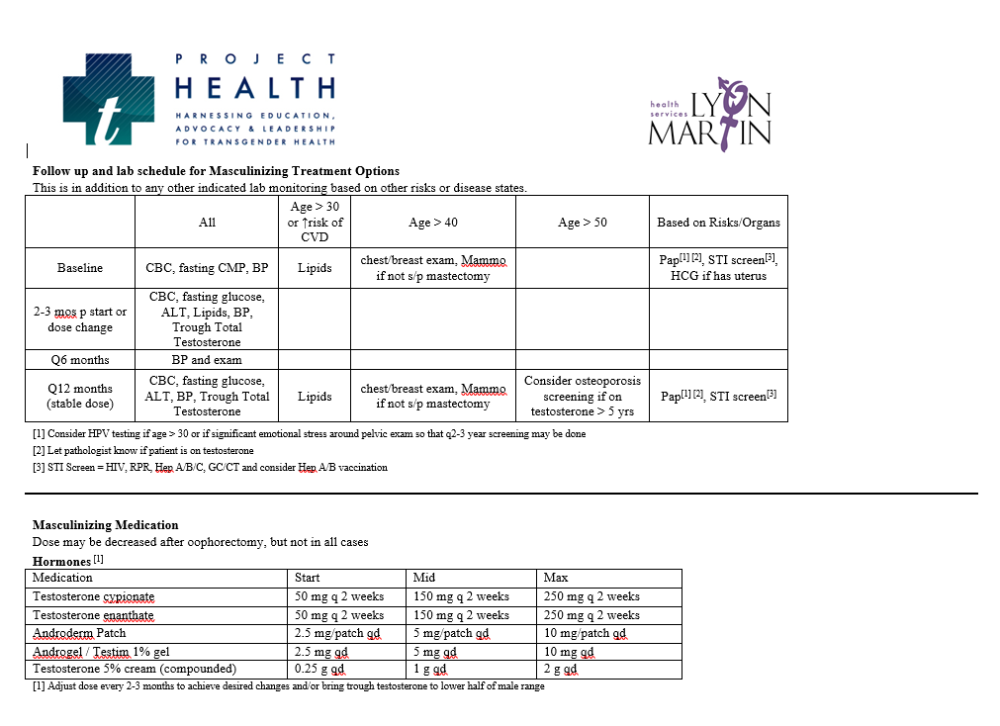 PROJECT
HEALTH
HARNESSING EDUCATION,
ADVOCACY & LEADERSHIP
FOR TRANSGENDER HEALTH
t
health services LYON
MARTIN
Follow up and lab schedule for Masculinizing Treatment Options
This is in addition to any other indicated lab monitoring based on other risks or disease states.
All
Age > 30
or ↑risk of
CVD
Age > 40
Age > 50
Based on Risks/Organs
Baseline
CBC, fasting CMP, BP
Lipids
chest/breast exam, Mammo
if not s/p mastectomy
Pap[1] [2], STI screen[3],
HCG if has uterus
2-3 mos p start or
dose change
CBC, fasting glucose,
ALT, Lipids, BP,
Trough Total
Testosterone
Q6 months
BP and exam
Q12 months
(stable dose)
CBC, fasting glucose,
ALT, BP, Trough Total
Testosterone
Lipids
chest/breast exam, Mammo
if not s/p mastectomy
Consider osteoporosis
screening if on
testosterone > 5 yrs
Pap[1] [2], STI screen[3]
[1] Consider HPV testing if age > 30 or if significant emotional stress around pelvic exam so that q2-3 year screening may be done
[2] Let pathologist know if patient is on testosterone
[3] STI Screen = HIV, RPR, Hep A/B/C, GC/CT and consider Hep A/B vaccination
Masculinizing Medication
Dose may be decreased after oophorectomy, but not in all cases
Hormones [1]
Medication Start Mid Max
Testosterone cypionate 50 mg q 2 weeks 150 mg q 2 weeks 250 mg q 2 weeks
Testosterone enanthate 50 mg q 2 weeks 150 mg q 2 weeks 250 mg q 2 weeks
Androderm Patch 2.5 mg/patch qd 5 mg/patch qd 10 mg/patch qd
Androgel / Testim 1% gel 2.5 mg qd 5 mg qd 10 mg qd
Testosterone 5% cream (compounded) 0.25 g qd 1 g qd 2 g qd
[1] Adjust dose every 2-3 months to achieve desired changes and/or bring trough testosterone to lower half of male range